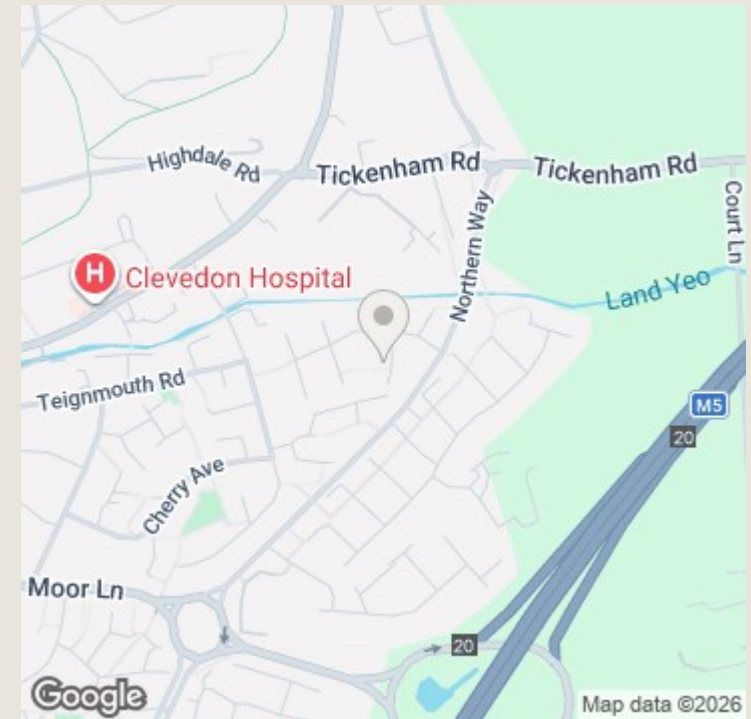 Highdale Rd
Tickenham Rd
Tickenham Rd
Court Ln
Northern Way
H
Clevedon Hospital
Land Yeo
Teignmouth Rd
M5
20
Cherry Ave
Moor Ln
20
Google
Map data ©2026